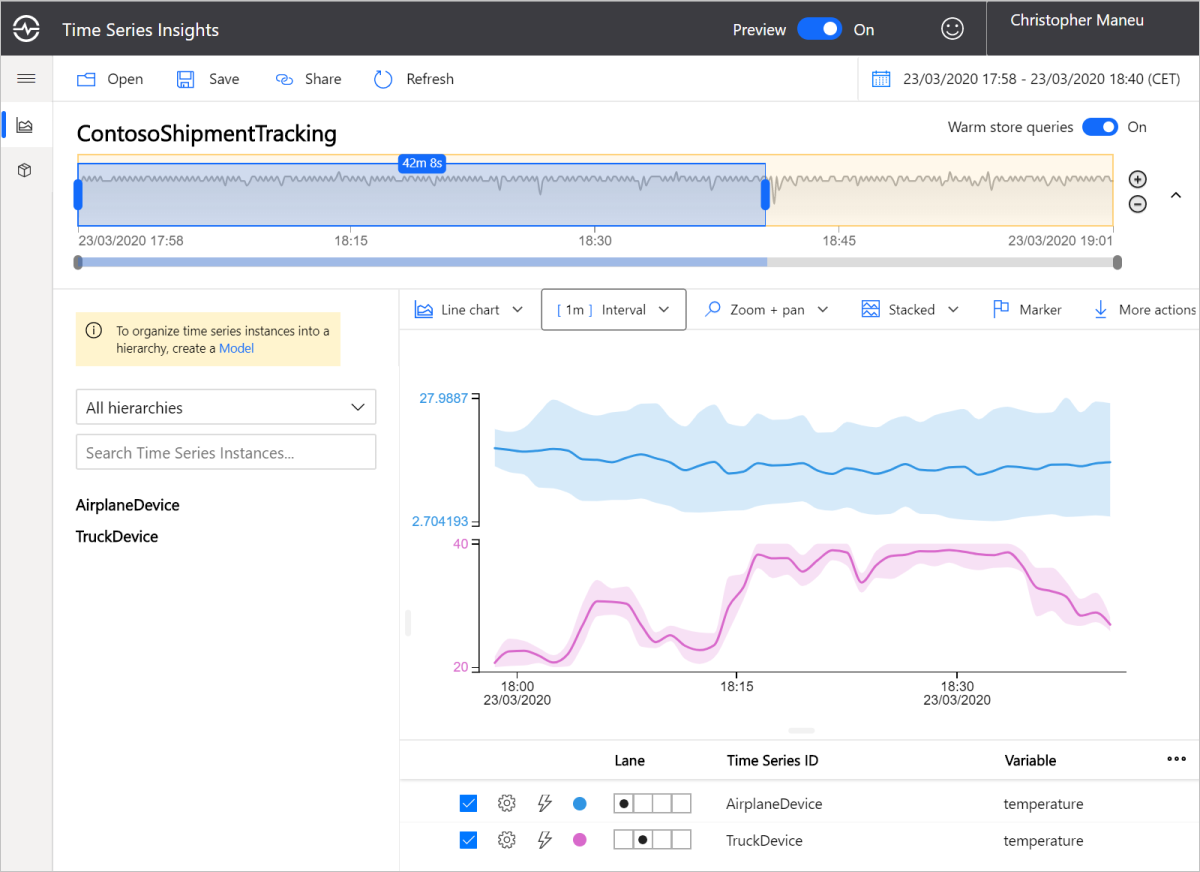 Time Series Insights
Preview On
Christopher Maneu
Open Save Share Refresh
23/03/2020 17:58 - 23/03/2020 18:40 (CET)
ContosoShipmentTracking
Warm store queries On
42m 8s
23/03/2020 17:58 18:15 18:30 18:45 23/03/2020 19:01
Line chart [ 1m ] Interval Zoom + pan Stacked Marker More actions
To organize time series instances into a
hierarchy, create a Model
All hierarchies
Search Time Series Instances...
AirplaneDevice
TruckDevice
27.9887
2.704193
40
20
18:00 18:15 18:30
23/03/2020 23/03/2020
Lane Time Series ID Variable
AirplaneDevice temperature
TruckDevice temperature